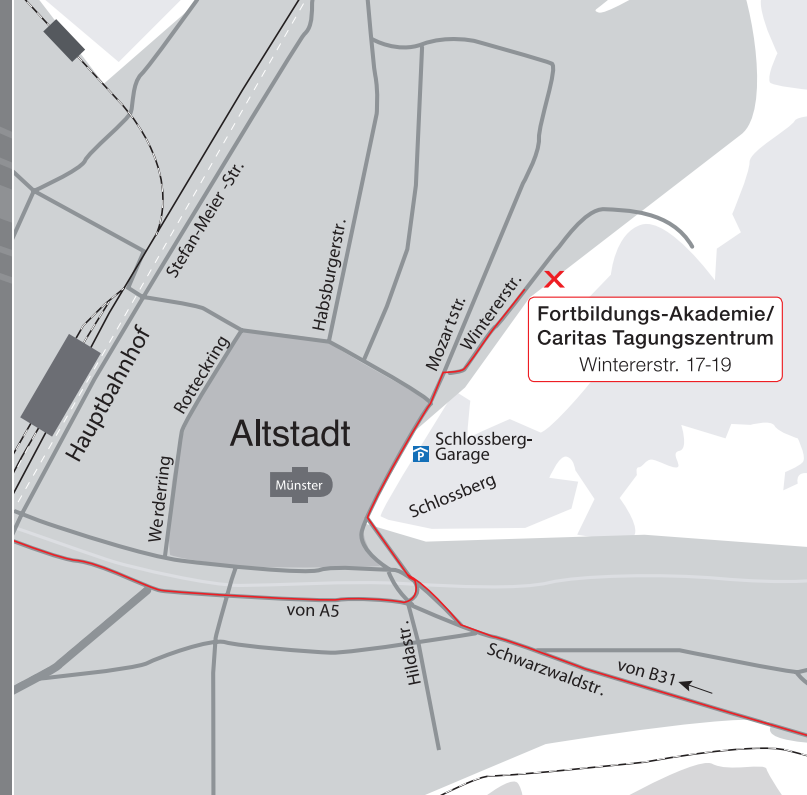 Stefan-Meier -Str.
Habsburgerstr.
Mozartstr.
Wintererstr.
Fortbildungs-Akademie/
Caritas Tagungszentrum
Wintererstr. 17-19
Hauptbahnhof
Rotteckring
Altstadt
P
Schlossberg-
Garage
Schlossberg
Münster
Werderring
von A5
Hildastr.
Schwarzwaldstr.
von B31